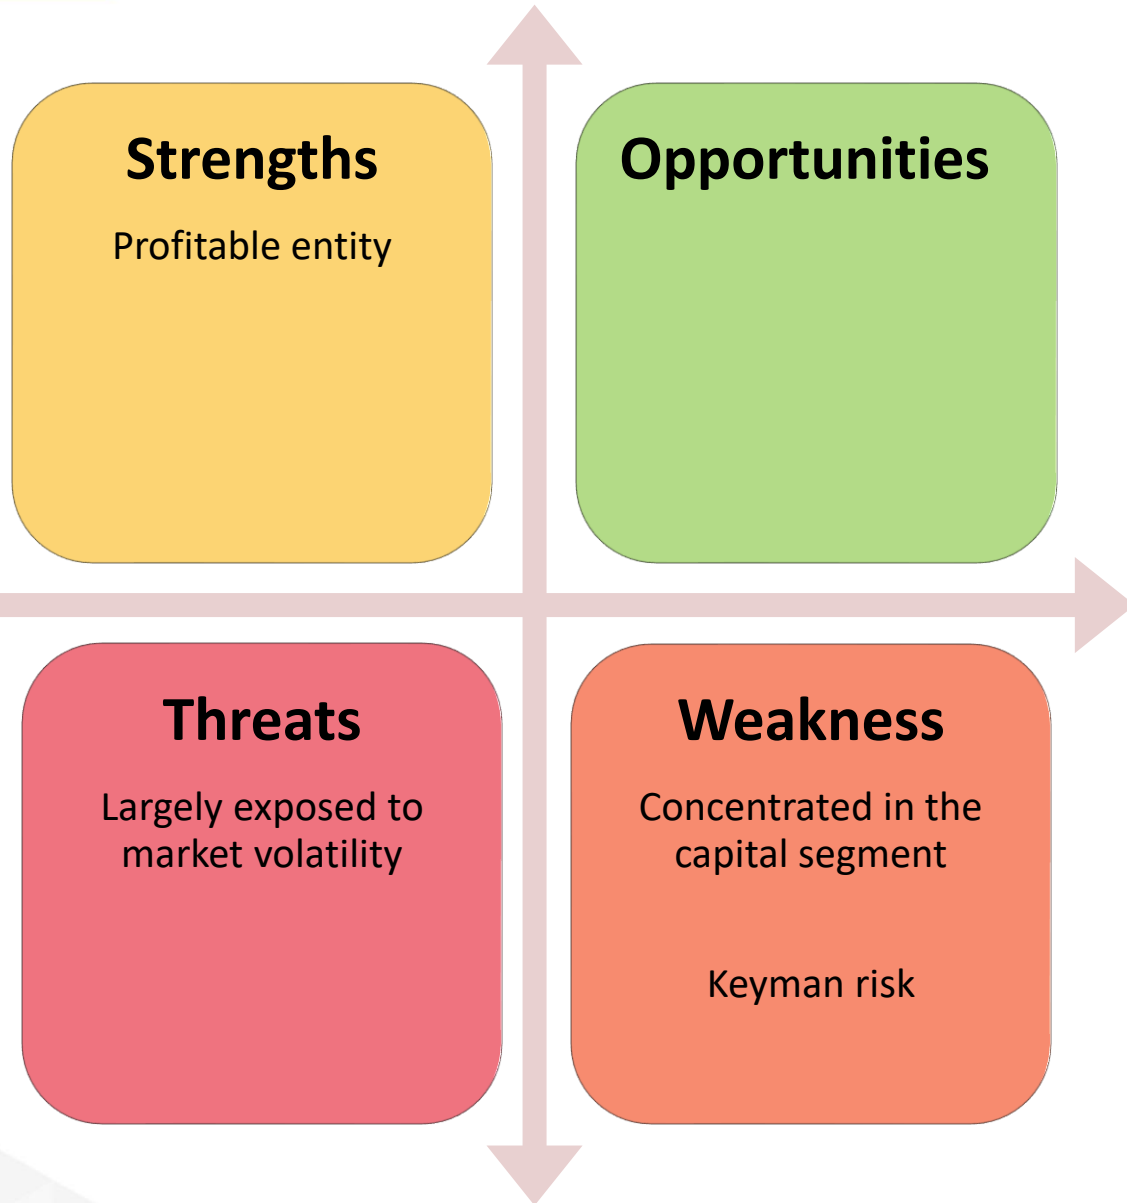 Strengths
Profitable entity
Opportunities
Threats
Largely exposed to
market volatility
Weakness
Concentrated in the
capital segment
Keyman risk